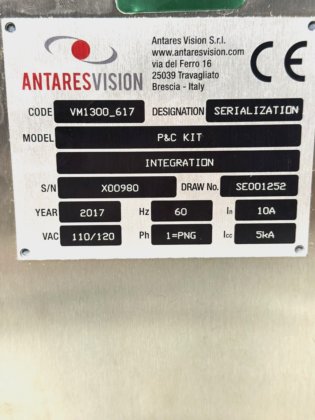 Antares Vision S.r.l.
www.antaresvision.com
via del Ferro 16
25039 Travagliato
Brescia - Italy
CE
ANTARESVISION
CODE VM1300_617 DESIGNATION SERIALIZATION
MODEL P&C KIT
INTEGRATION
S/N X00980 DRAW No. SE001252
YEAR 2017 Hz 60 In 10A
VAC 110/120 Ph 1=PNG Icc 5kA